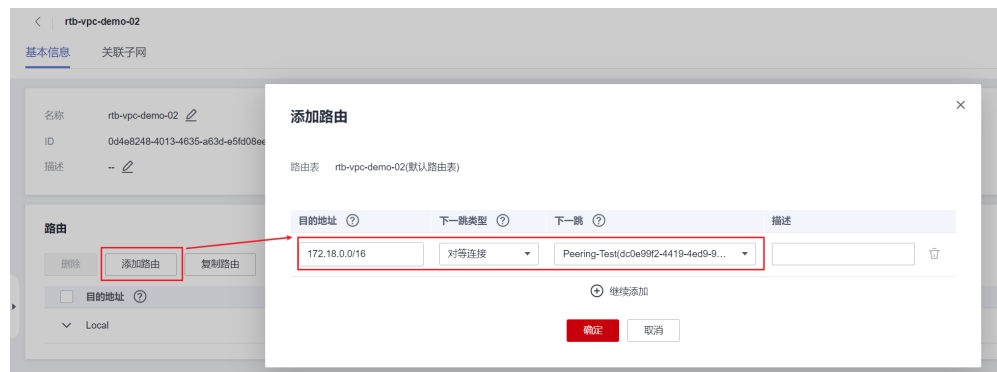 rtb-vpc-demo-02
基本信息 关联子网
名称 rtb-vpc-demo-02
ID 0d4e8248-4013-4635-a63d-e5fd08ee
描述 --
路由
删除 添加路由 复制路由
目的地址
Local
添加路由
路由表 rtb-vpc-demo-02(默认路由表)
目的地址 下一跳类型 下一跳 描述
172.18.0.0/16 对等连接 Peering-Test(dc0e99f2-4419-4ed9-9...
继续添加
确定 取消